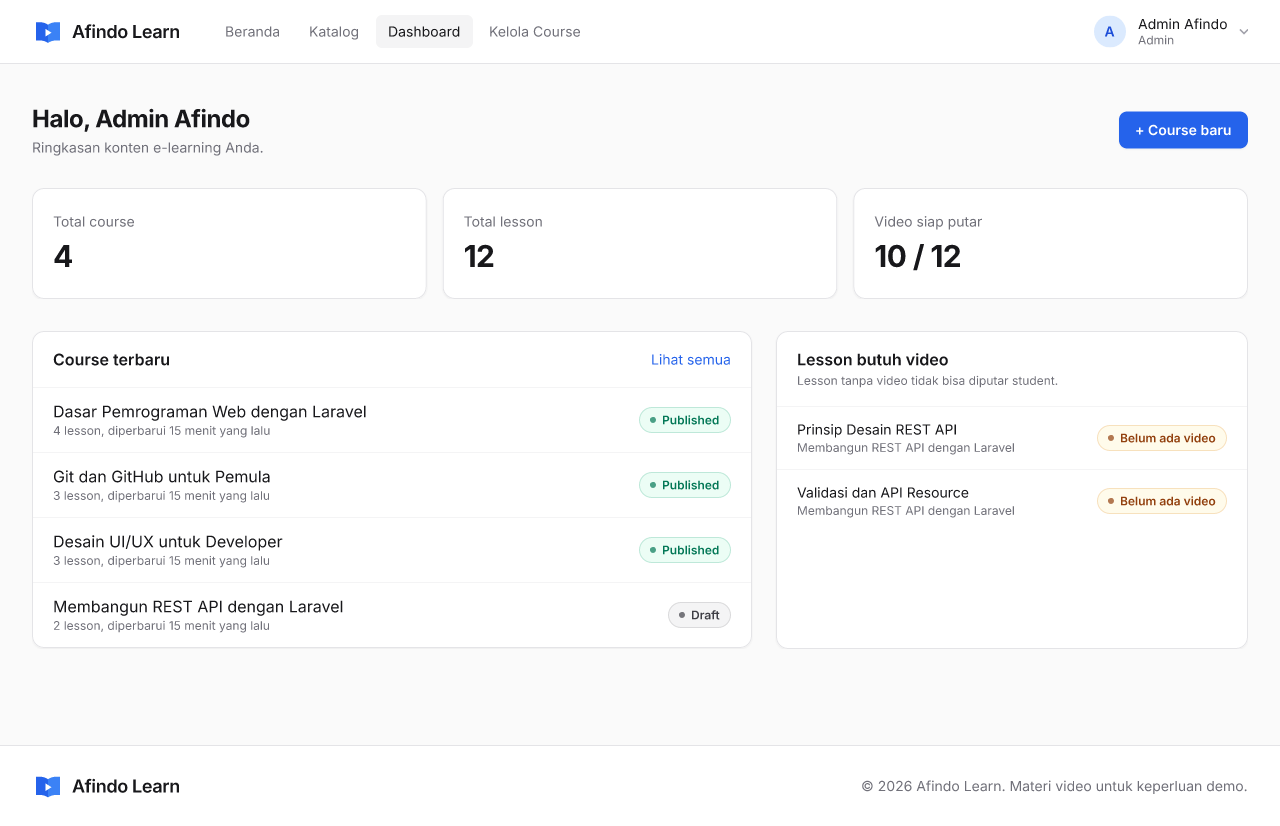 Afindo Learn
Beranda
Katalog
Dashboard
Kelola Course
A
Admin Afindo
Admin
Halo, Admin Afindo
Ringkasan konten e-learning Anda.
+ Course baru
Total course
4
Total lesson
12
Video siap putar
10 / 12
Course terbaru
Lihat semua
Dasar Pemrograman Web dengan Laravel
4 lesson, diperbarui 15 menit yang lalu
Published
Git dan GitHub untuk Pemula
3 lesson, diperbarui 15 menit yang lalu
Published
Desain UI/UX untuk Developer
3 lesson, diperbarui 15 menit yang lalu
Published
Membangun REST API dengan Laravel
2 lesson, diperbarui 15 menit yang lalu
Draft
Lesson butuh video
Lesson tanpa video tidak bisa diputar student.
Prinsip Desain REST API
Membangun REST API dengan Laravel
Belum ada video
Validasi dan API Resource
Membangun REST API dengan Laravel
Belum ada video
Afindo Learn
© 2026 Afindo Learn. Materi video untuk keperluan demo.